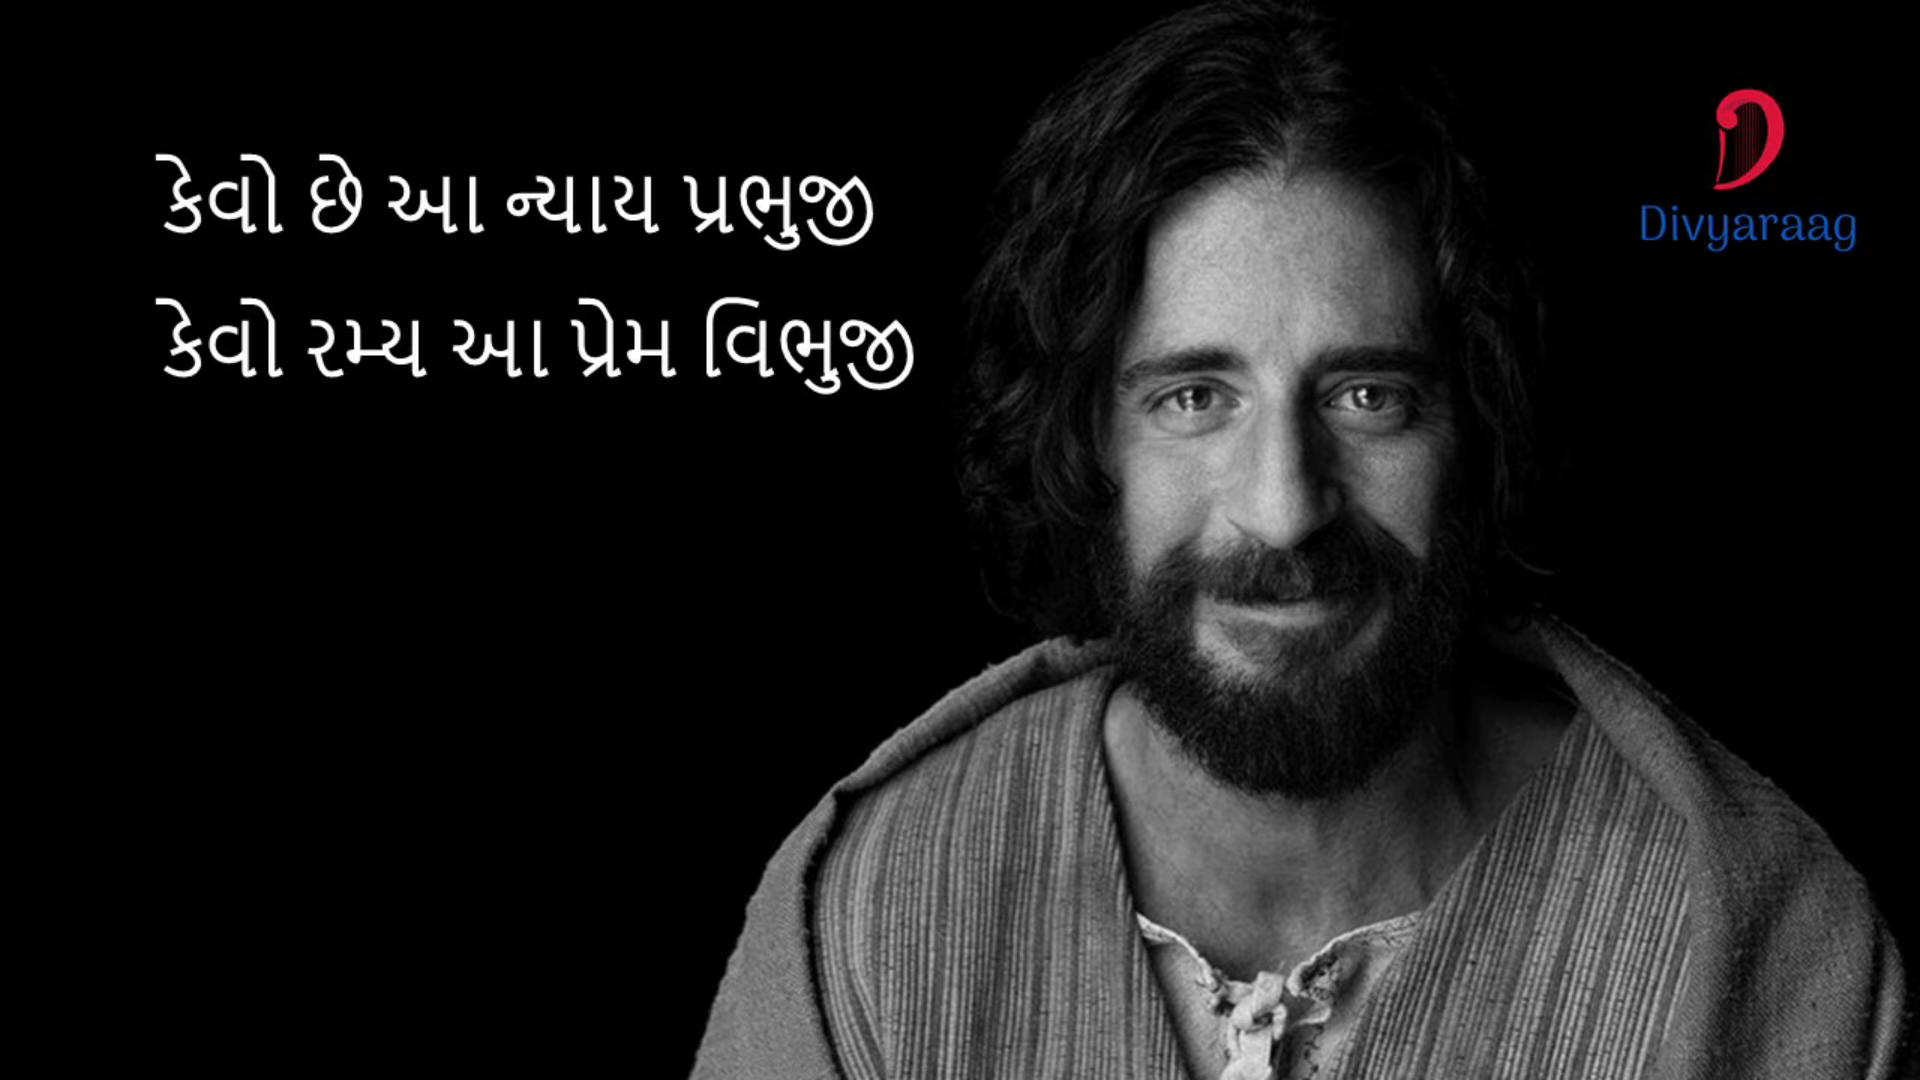 કેવો છે આ ન્યાય પ્રભુજી
કેવો રમ્ય આ પ્રેમ વિભુજી
Divyaraag